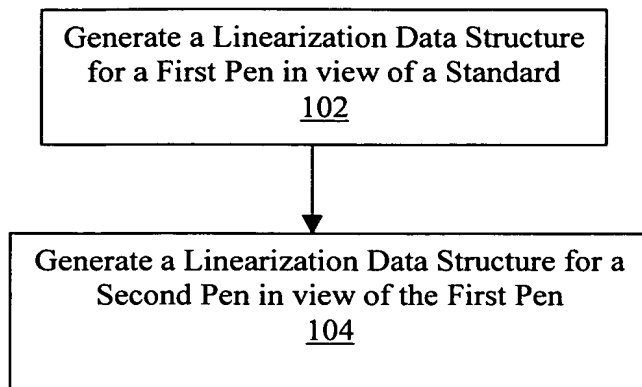 Generate a Linearization Data Structure
for a First Pen in view of a Standard
102
Generate a Linearization Data Structure for a
Second Pen in view of the First Pen
104